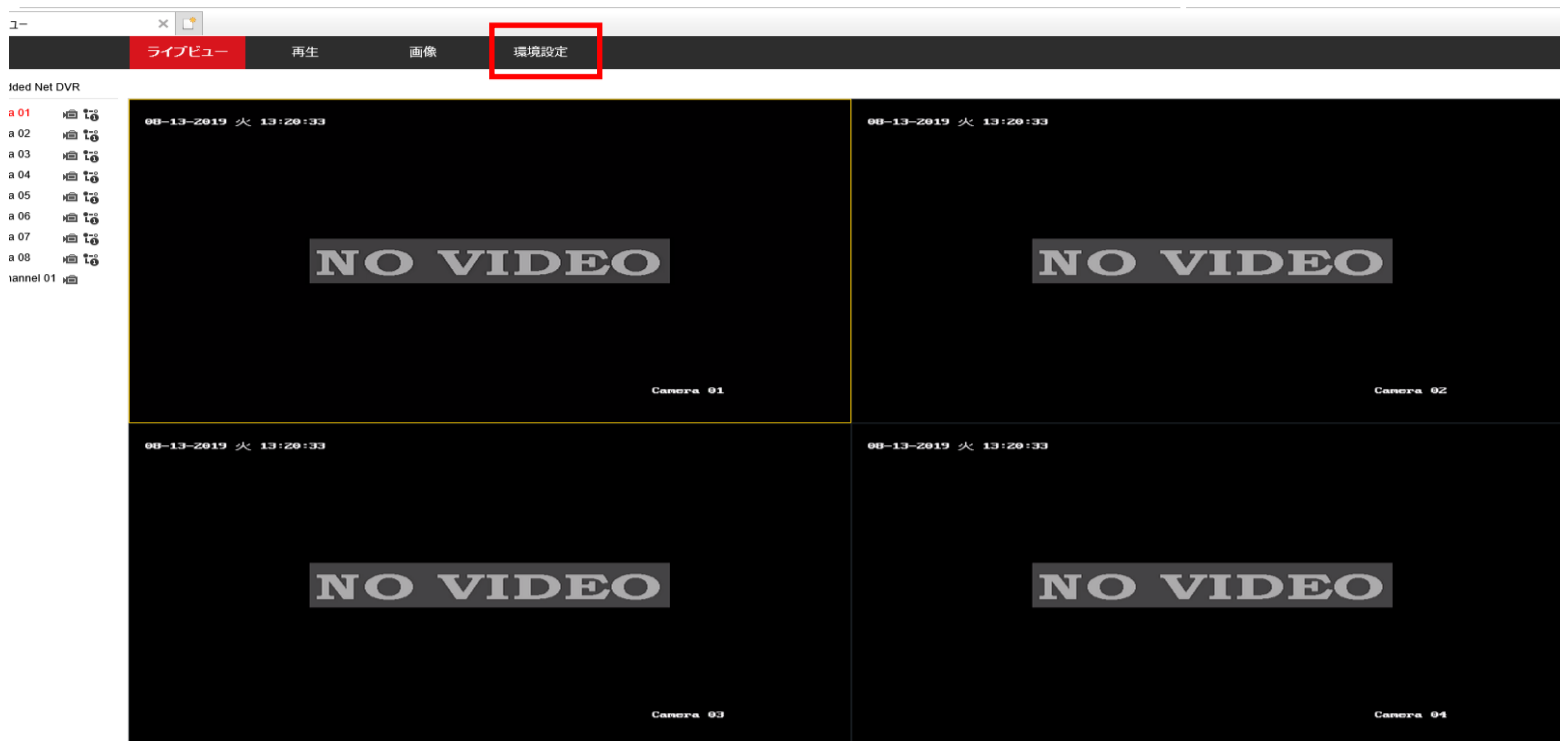 ュー
ライブビュー 再生 画像 環境設定
dded Net DVR
a 01
a 02
a 03
a 04
a 05
a 06
a 07
a 08
hannel 01
08-13-2019 火 13:20:33
NO VIDEO
Camera 01
08-13-2019 火 13:20:33
NO VIDEO
Camera 02
08-13-2019 火 13:20:33
NO VIDEO
Camera 03
08-13-2019 火 13:20:33
NO VIDEO
Camera 04